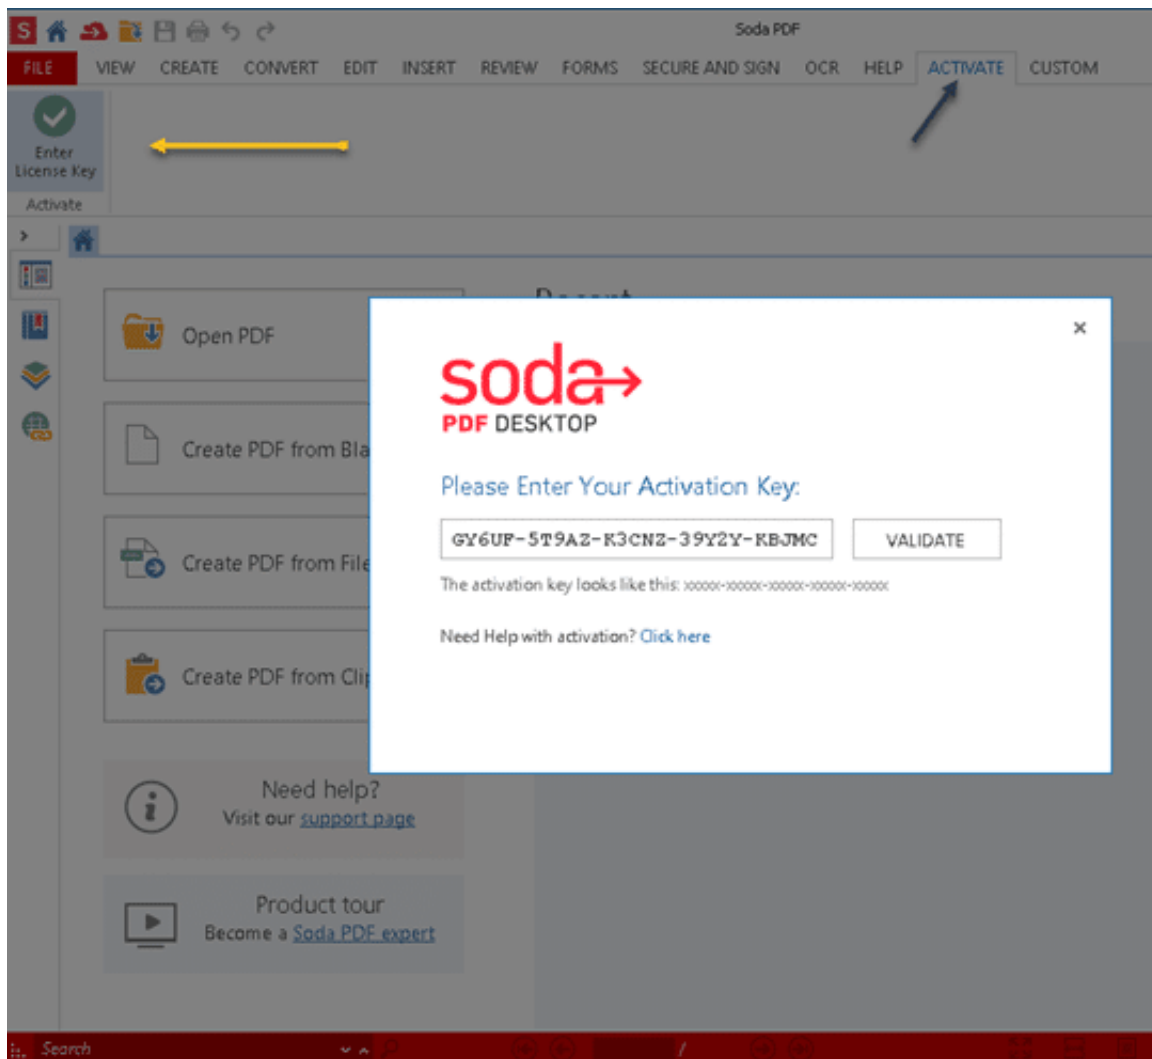 Soda PDF
FILE VIEW CREATE CONVERT EDIT INSERT REVIEW FORMS SECURE AND SIGN OCR HELP ACTIVATE CUSTOM
Enter
License Key
Activate
Open PDF
Create PDF from Bla
Create PDF from File
Create PDF from Clip
Need help?
Visit our support page
Product tour
Become a Soda PDF expert
Recent
soda
PDF DESKTOP
Please Enter Your Activation Key:
GY6UF-5T9AZ-K3CNZ-39Y2Y-KBJMC VALIDATE
The activation key looks like this: xxxxx-xxxxx-xxxxx-xxxxx-xxxxx
Need Help with activation? Click here
Search /